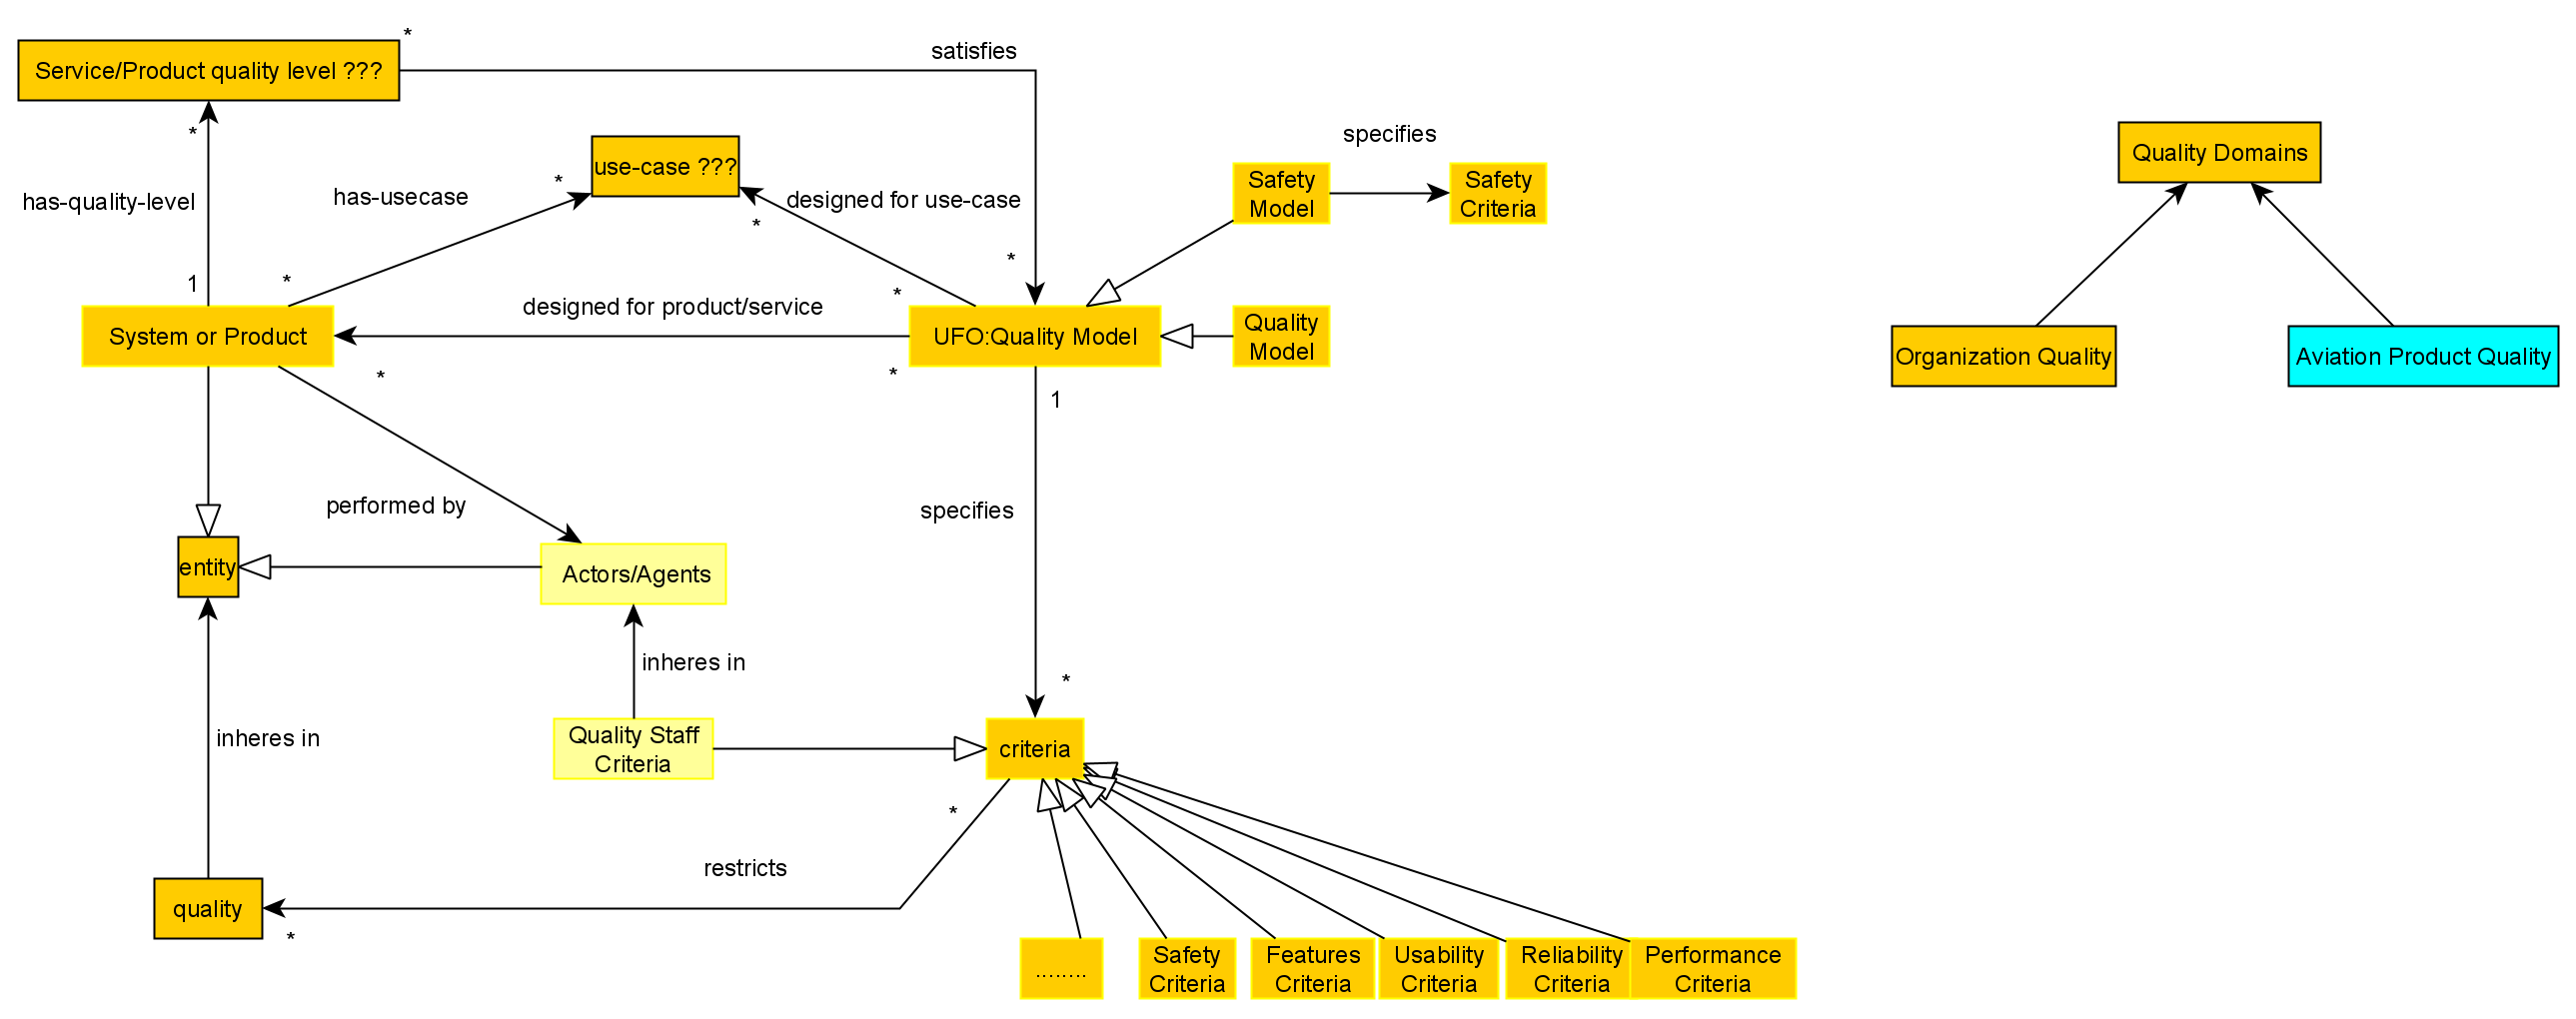 *
Service/Product quality level ???
satisfies
*
specifies
use-case ???
Quality Domains
has-quality-level
has-usecase
*
designed for use-case
*
Safety
Model
Safety
Criteria
1
*
*
*
designed for product/service
System or Product
UFO:Quality Model
Quality
Model
Organization Quality
Aviation Product Quality
*
*
1
performed by
specifies
entity
Actors/Agents
inheres in
*
inheres in
Quality Staff
Criteria
criteria
*
restricts
quality
*
........
Safety
Criteria
Features
Criteria
Usability
Criteria
Reliability
Criteria
Performance
Criteria